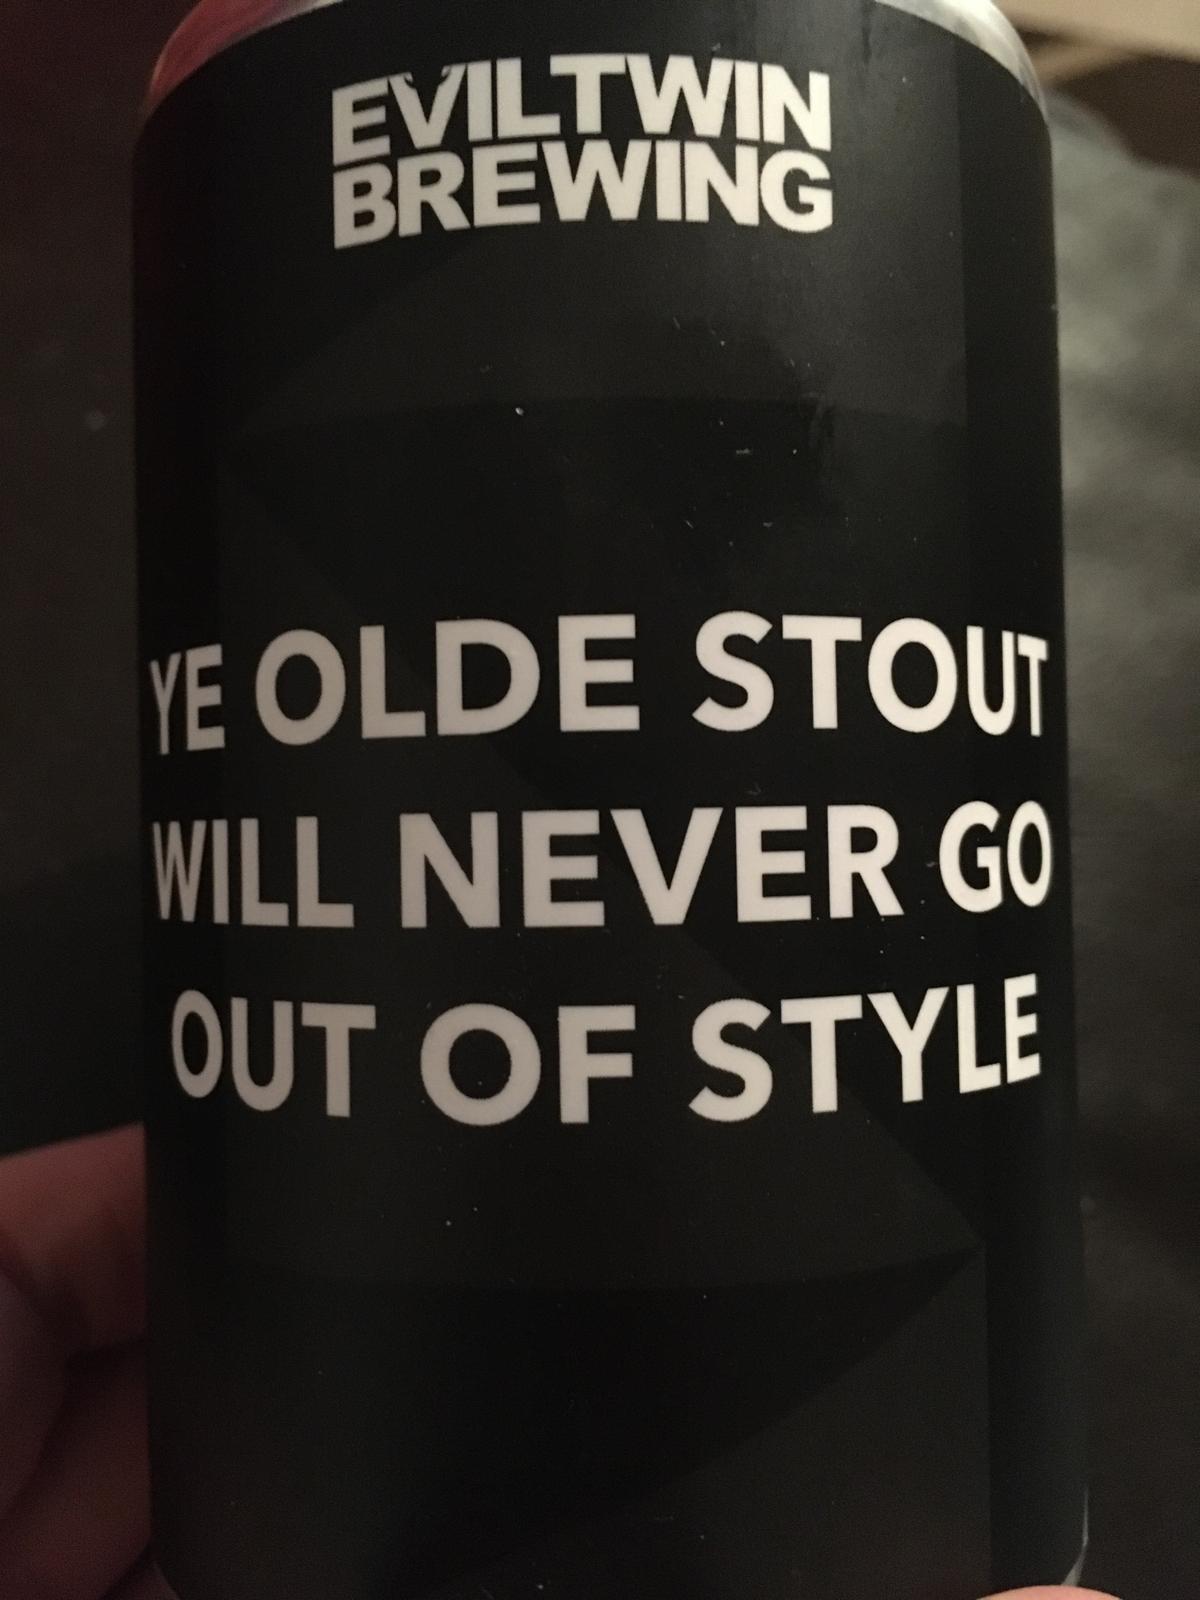 EVILTWIN
BREWING
YE OLDE STOUT
WILL NEVER GO
OUT OF STYLE